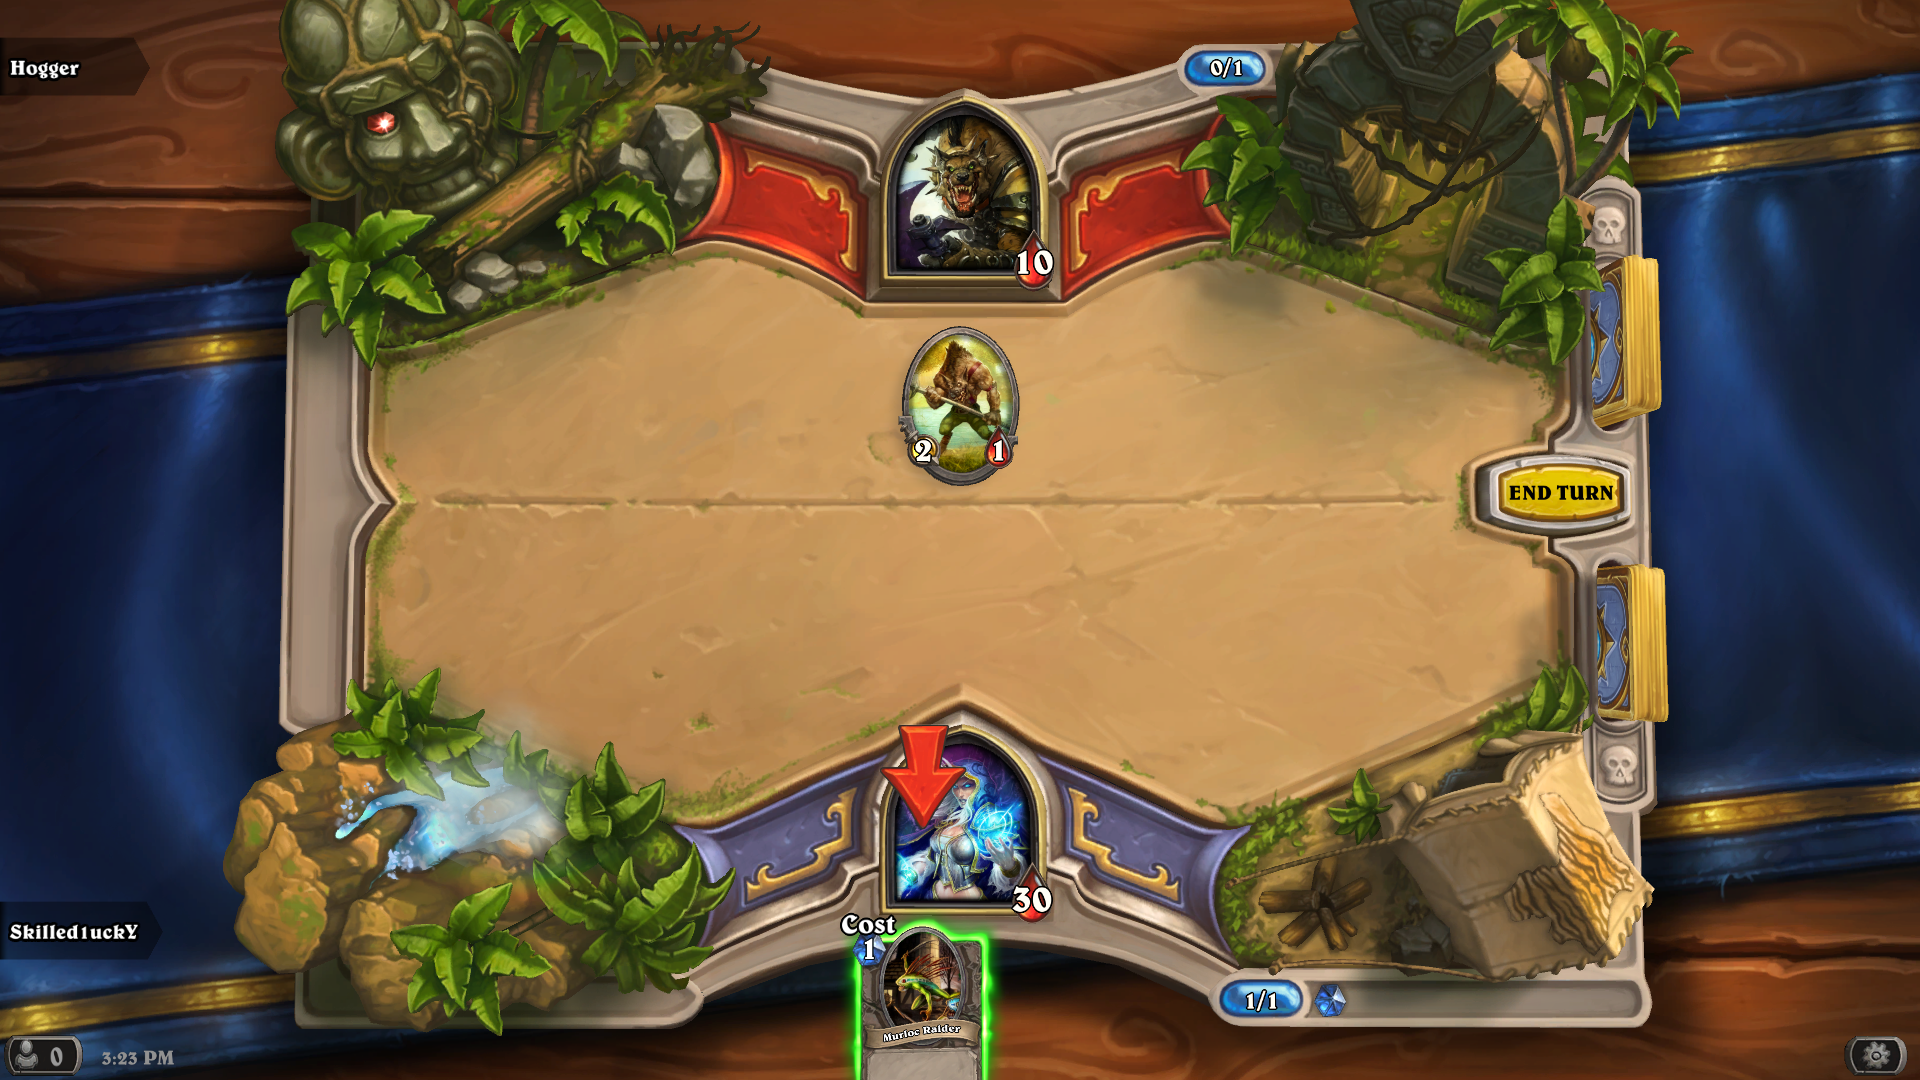 Hogger
0/1
10
2
1
END TURN
30
SkilledluckY
Cost
1
Murloc Raider
1/1
0
3:23 PM